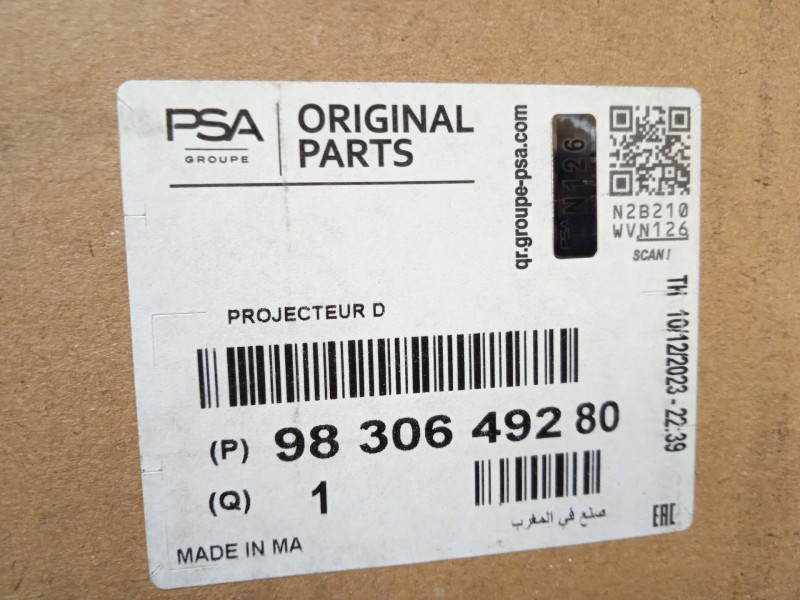 PSA
GROUPE
ORIGINAL
PARTS
qr.groupe-psa.com
PSA N126
N2B210
WVN126
SCAN!
TH 10/12/2023 - 22:39
PROJECTEUR D
(P) 98 306 492 80
(Q) 1
صنع في المغرب
MADE IN MA
EAC